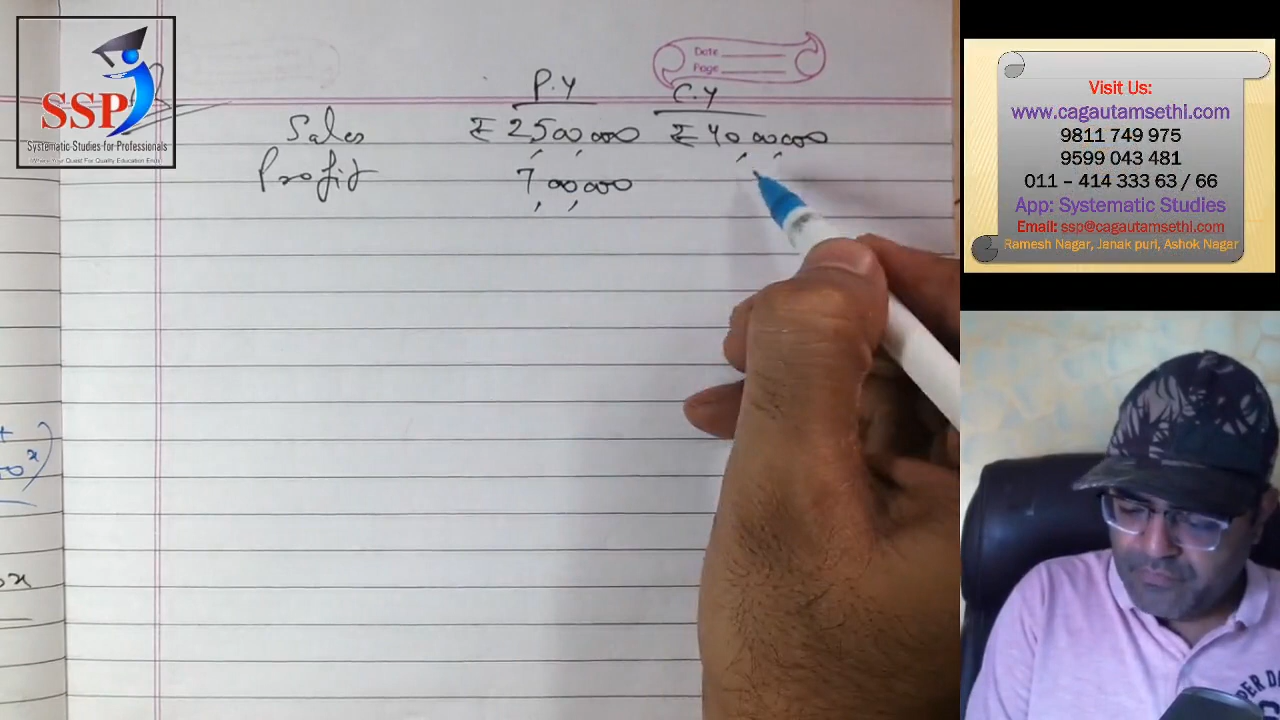 SSP
Systematic-Studies for-Professionals
Date
Page
P.Y C.Y
Sales ₹ 25,00,000 ₹ 40,00,000
Profit 7,00,000
Visit Us:
www.cagautamsethi.com
9811 749 975
9599 043 481
011 – 414 333 63 / 66
App: Systematic Studies
Email: ssp@cagautamsethi.com
Ramesh Nagar, Janak puri, Ashok Nagar